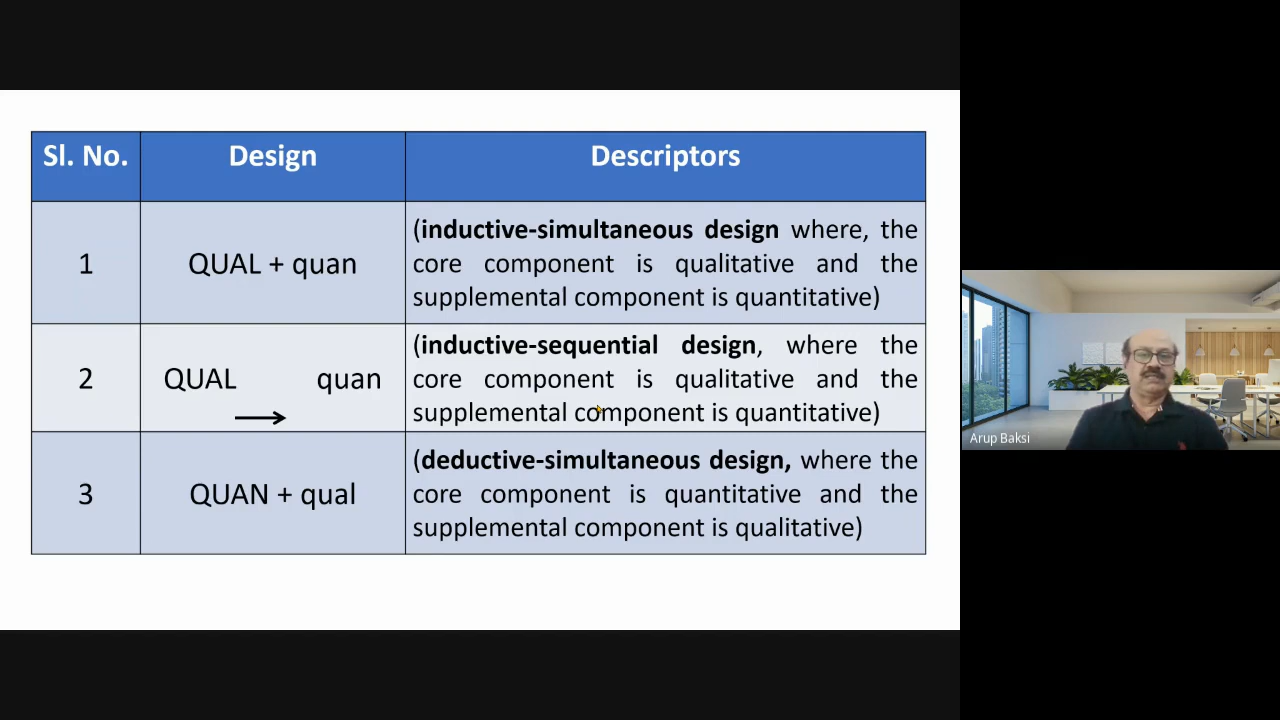 Sl. No. Design Descriptors
(inductive-simultaneous design where, the
1 QUAL + quan core component is qualitative and the
supplemental component is quantitative)
(inductive-sequential design, where the
2 QUAL quan core component is qualitative and the
supplemental component is quantitative)
(deductive-simultaneous design, where the
3 QUAN + qual core component is quantitative and the
supplemental component is qualitative)
Arup Baksi